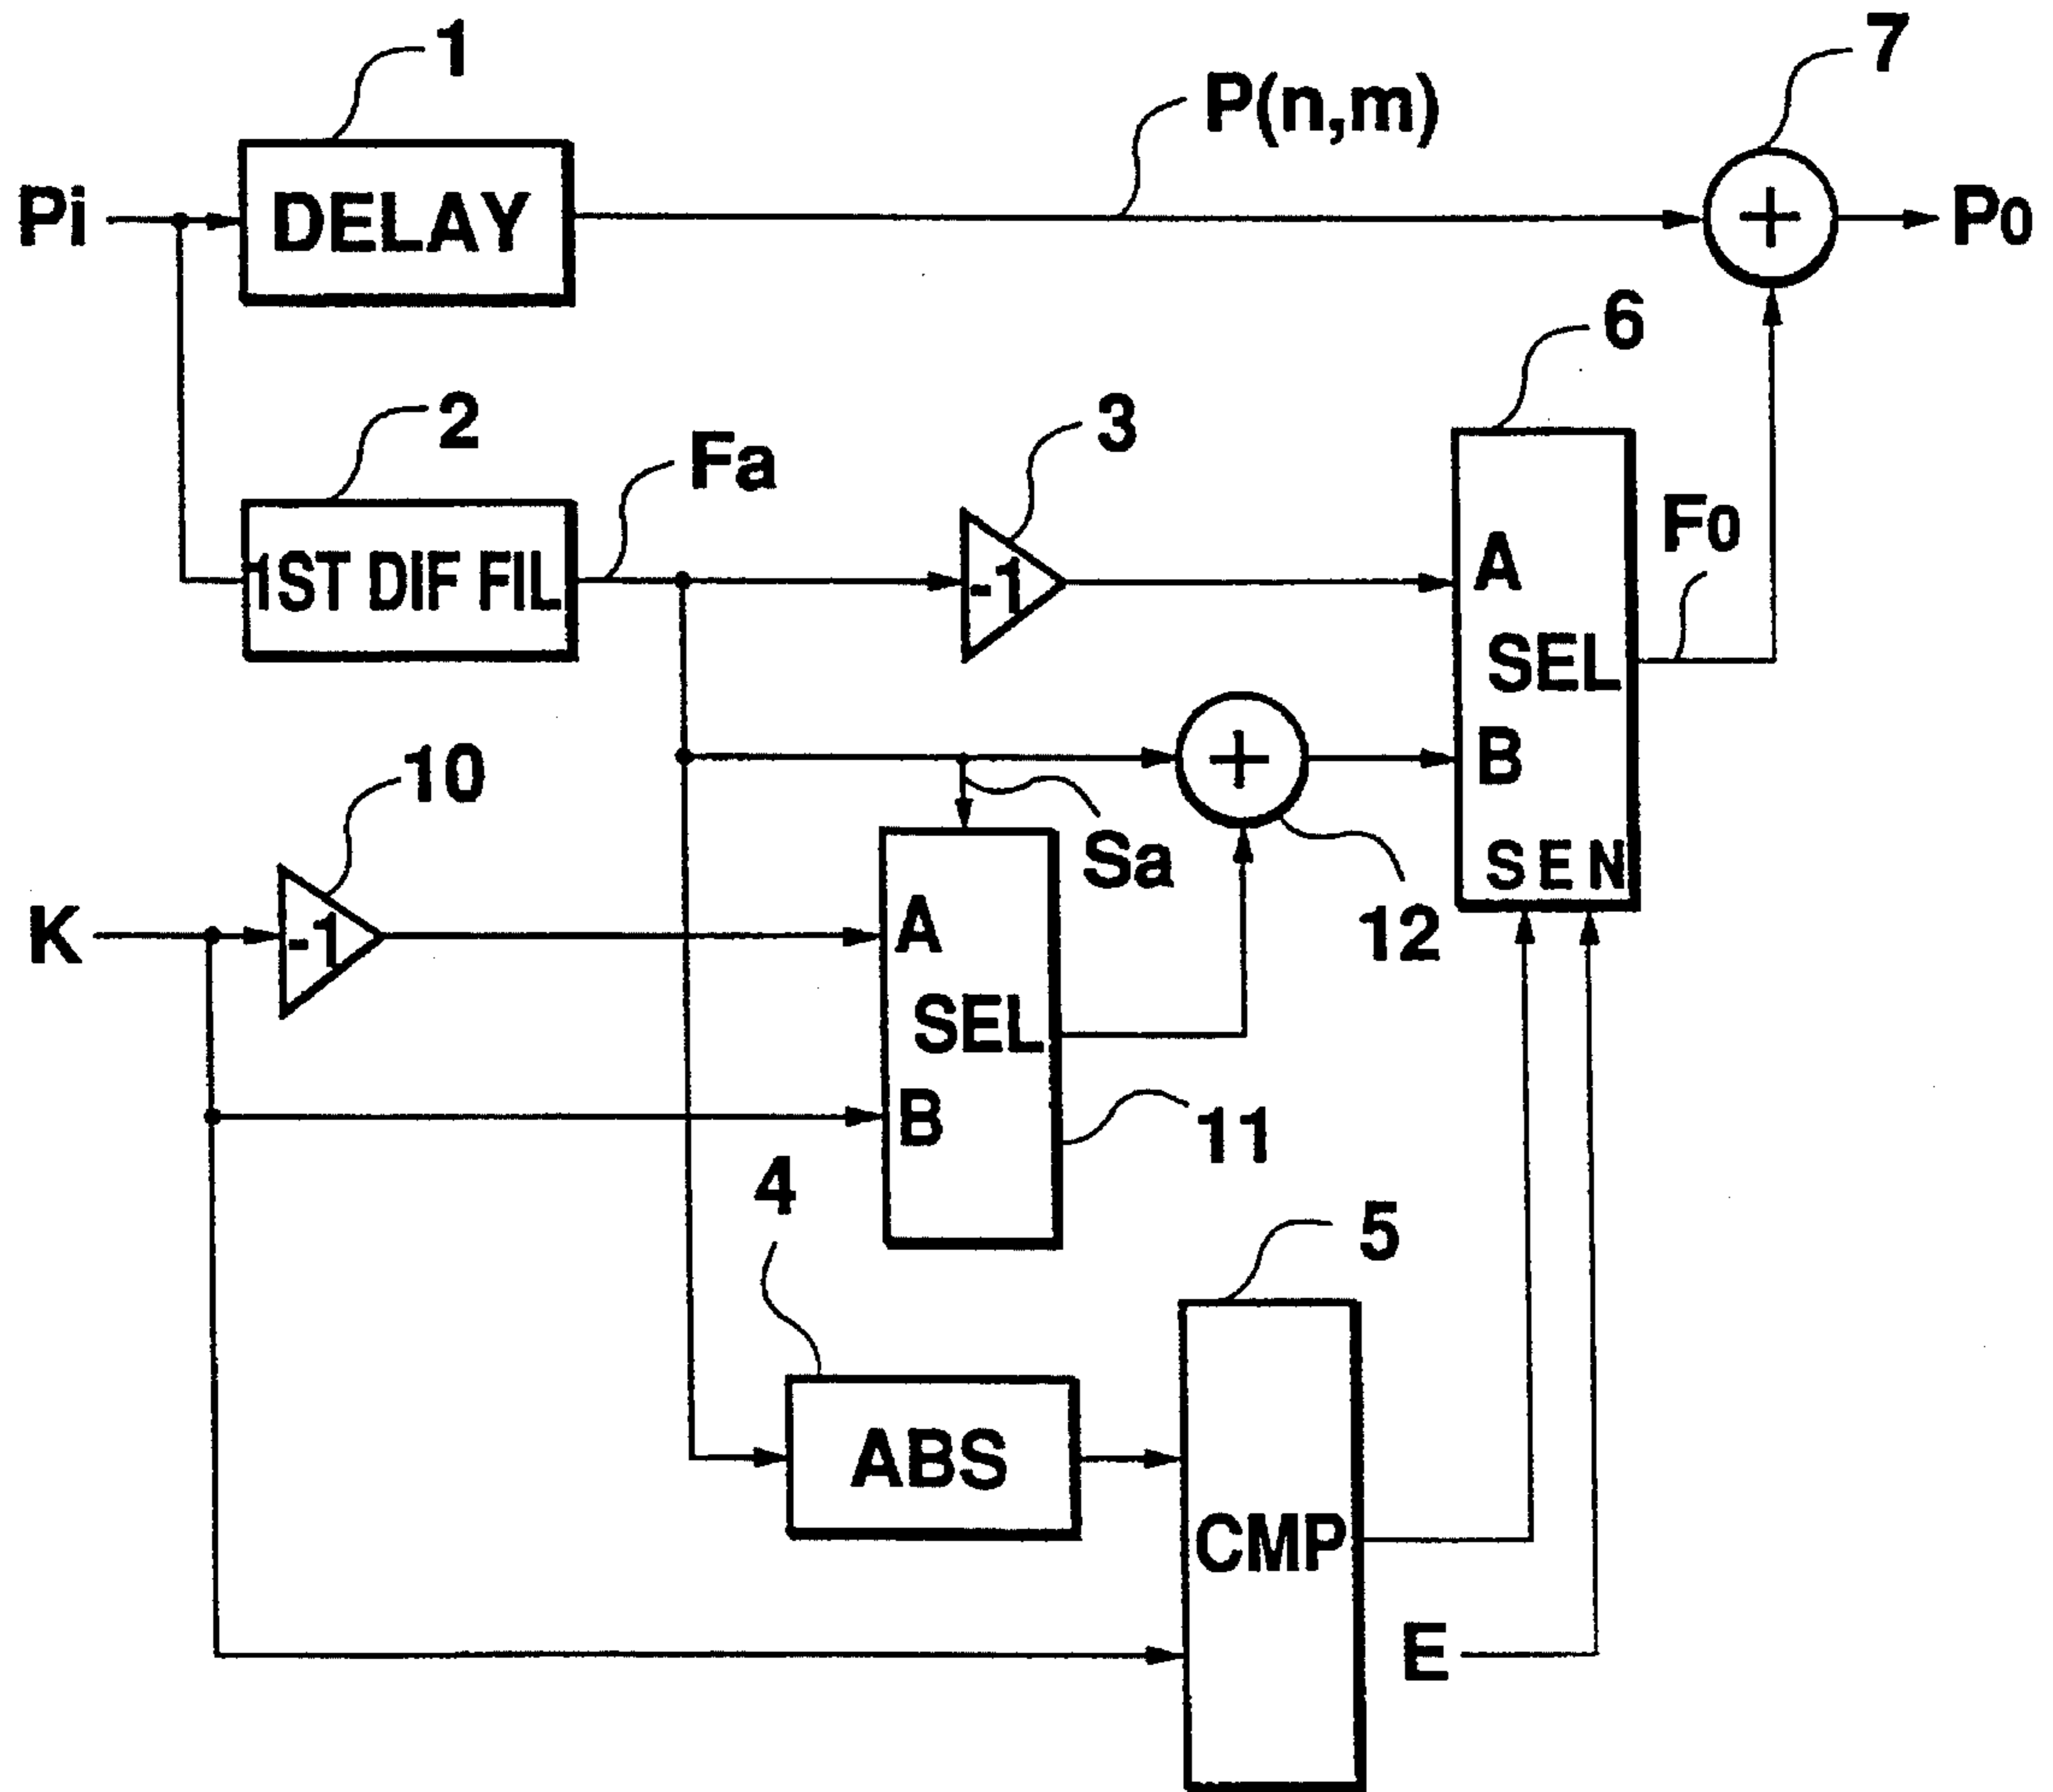 1
7
P(n,m)
Pi
DELAY
+
Po
6
2
3
Fa
Fo
1ST DIF FIL
-1
A
SEL
B
S E N
10
+
Sa
12
K
-1
A
SEL
B
11
4
5
ABS
CMP
E